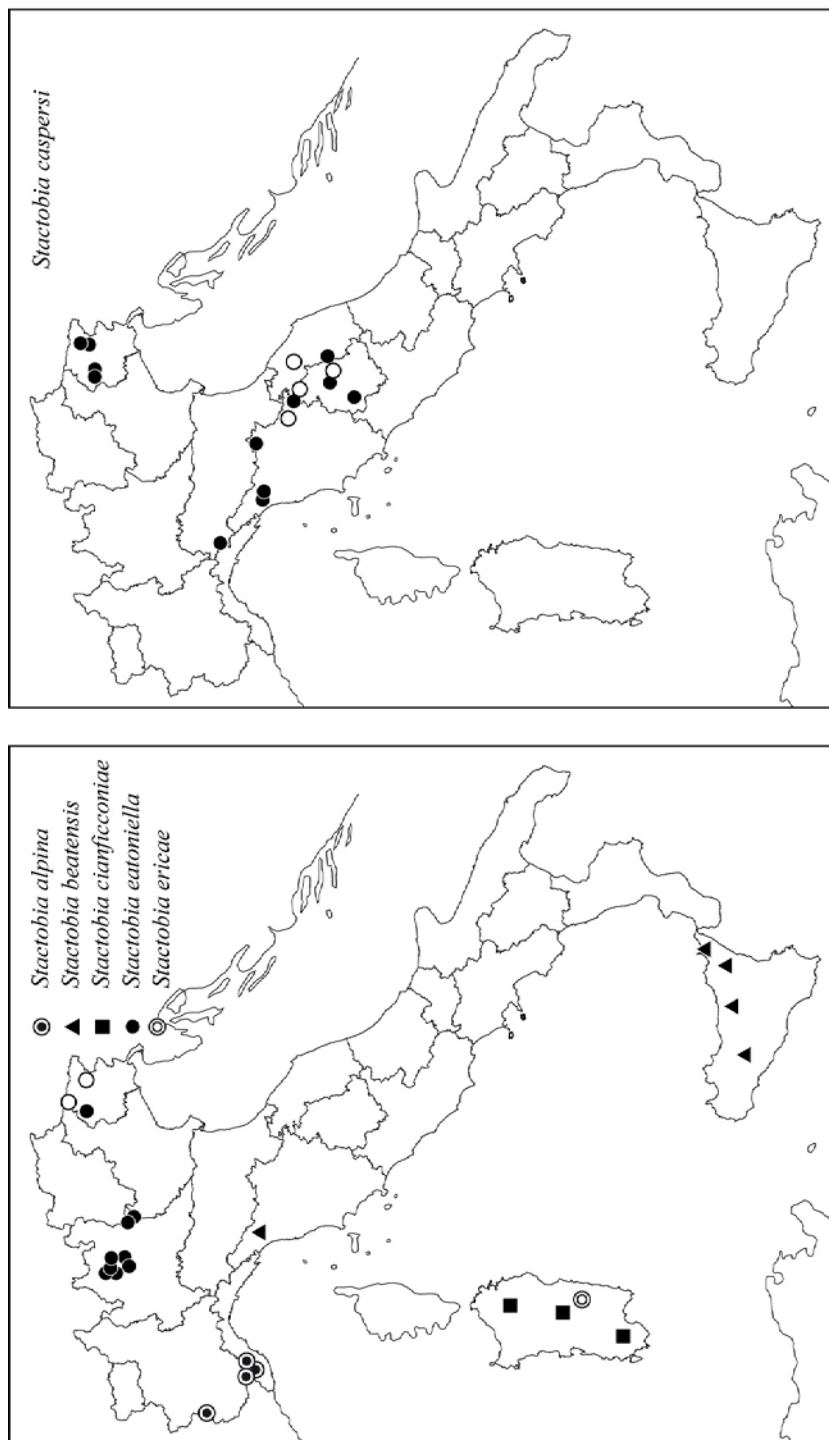 Stactobia caspersi
Stactobia alpina
Stactobia beatensis
Stactobia cianficconiae
Stactobia eatoniella
Stactobia ericae